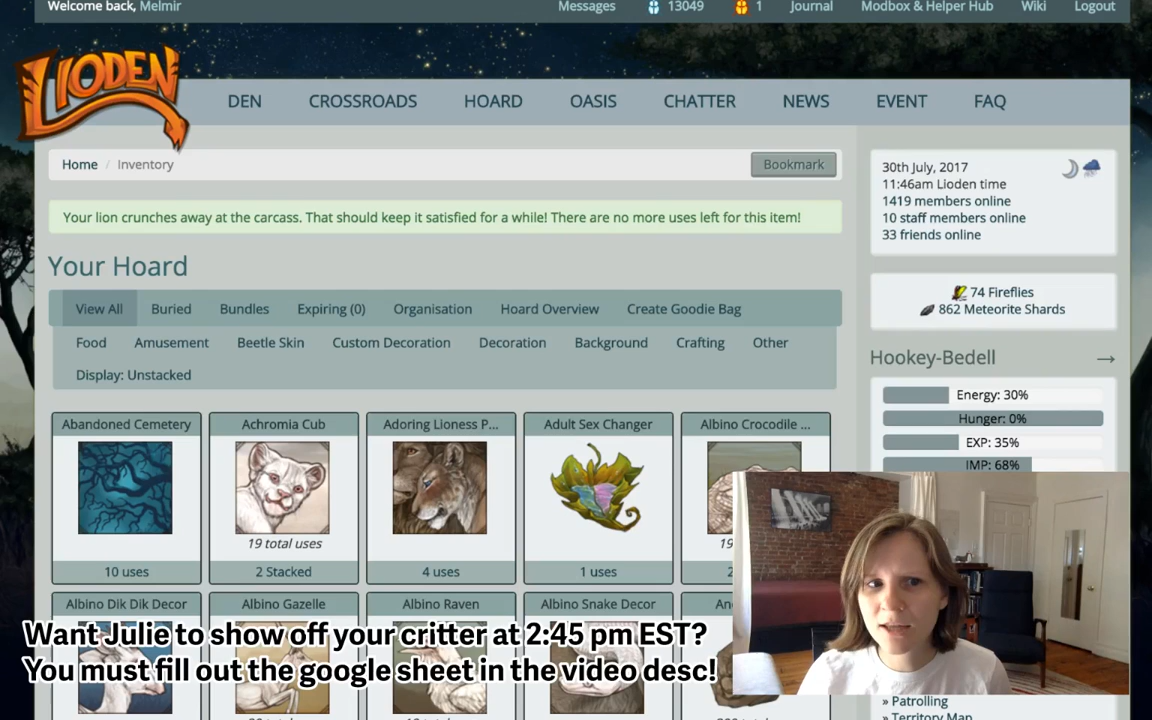 Welcome back, Melmir
Messages 13049 1 Journal Modbox & Helper Hub Wiki Logout
LIODEN
DEN CROSSROADS HOARD OASIS CHATTER NEWS EVENT FAQ
Home / Inventory
Bookmark
30th July, 2017
11:46am Lioden time
1419 members online
10 staff members online
33 friends online
Your lion crunches away at the carcass. That should keep it satisfied for a while! There are no more uses left for this item!
Your Hoard
View All Buried Bundles Expiring (0) Organisation Hoard Overview Create Goodie Bag
Food Amusement Beetle Skin Custom Decoration Decoration Background Crafting Other
Display: Unstacked
74 Fireflies
862 Meteorite Shards
Hookey-Bedell →
Energy: 30%
Hunger: 0%
EXP: 35%
IMP: 68%
Abandoned Cemetery Achromia Cub Adoring Lioness P... Adult Sex Changer Albino Crocodile ...
19 total uses
10 uses 2 Stacked 4 uses 1 uses
Albino Dik Dik Decor Albino Gazelle Albino Raven Albino Snake Decor
Want Julie to show off your critter at 2:45 pm EST?
You must fill out the google sheet in the video desc!
» Patrolling
» Territory Map